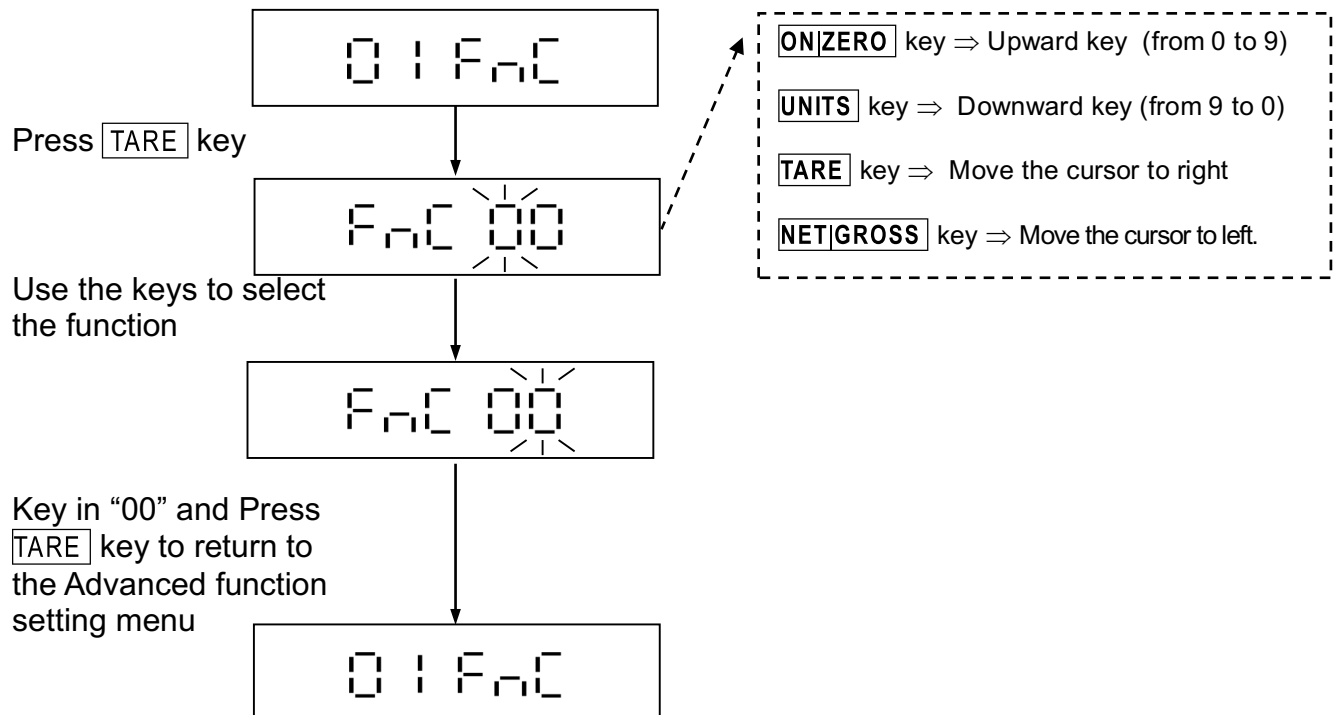 01FnC
Press TARE key
FnC 00
Use the keys to select
the function
FnC 00
Key in “00” and Press
TARE key to return to
the Advanced function
setting menu
01FnC
ON|ZERO key ⇒ Upward key (from 0 to 9)
UNITS key ⇒ Downward key (from 9 to 0)
TARE key ⇒ Move the cursor to right
NET|GROSS key ⇒ Move the cursor to left.